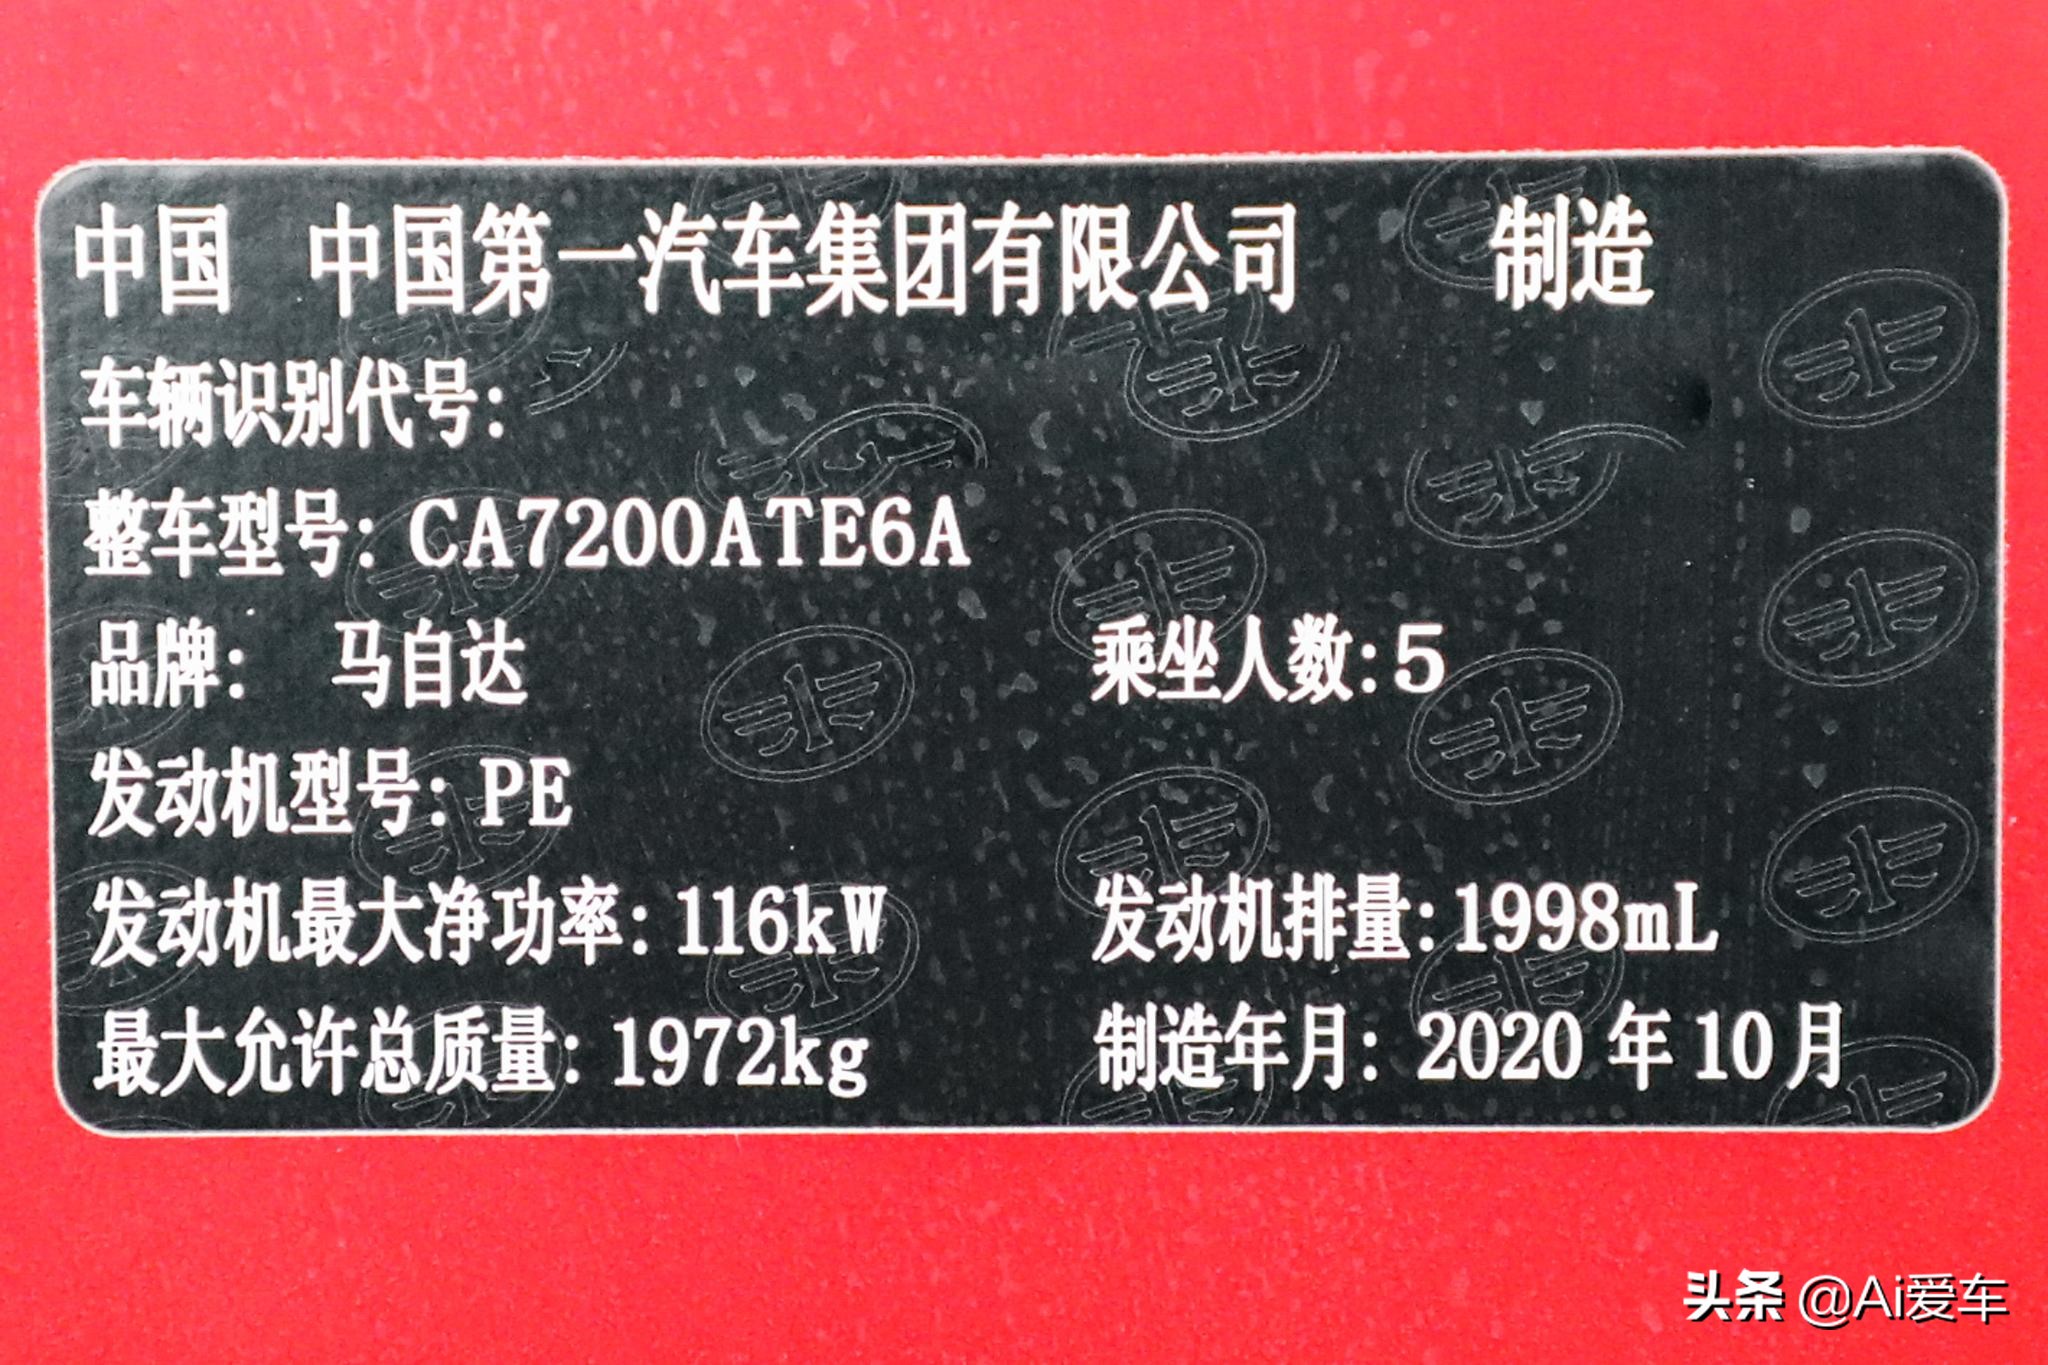 中国 中国第一汽车集团有限公司 制造
车辆识别代号:
整车型号: CA7200ATE6A
品牌: 马自达 乘坐人数:5
发动机型号: PE
发动机最大净功率: 116kW 发动机排量: 1998mL
最大允许总质量: 1972kg 制造年月: 2020 年 10 月
头条 @Ai爱车